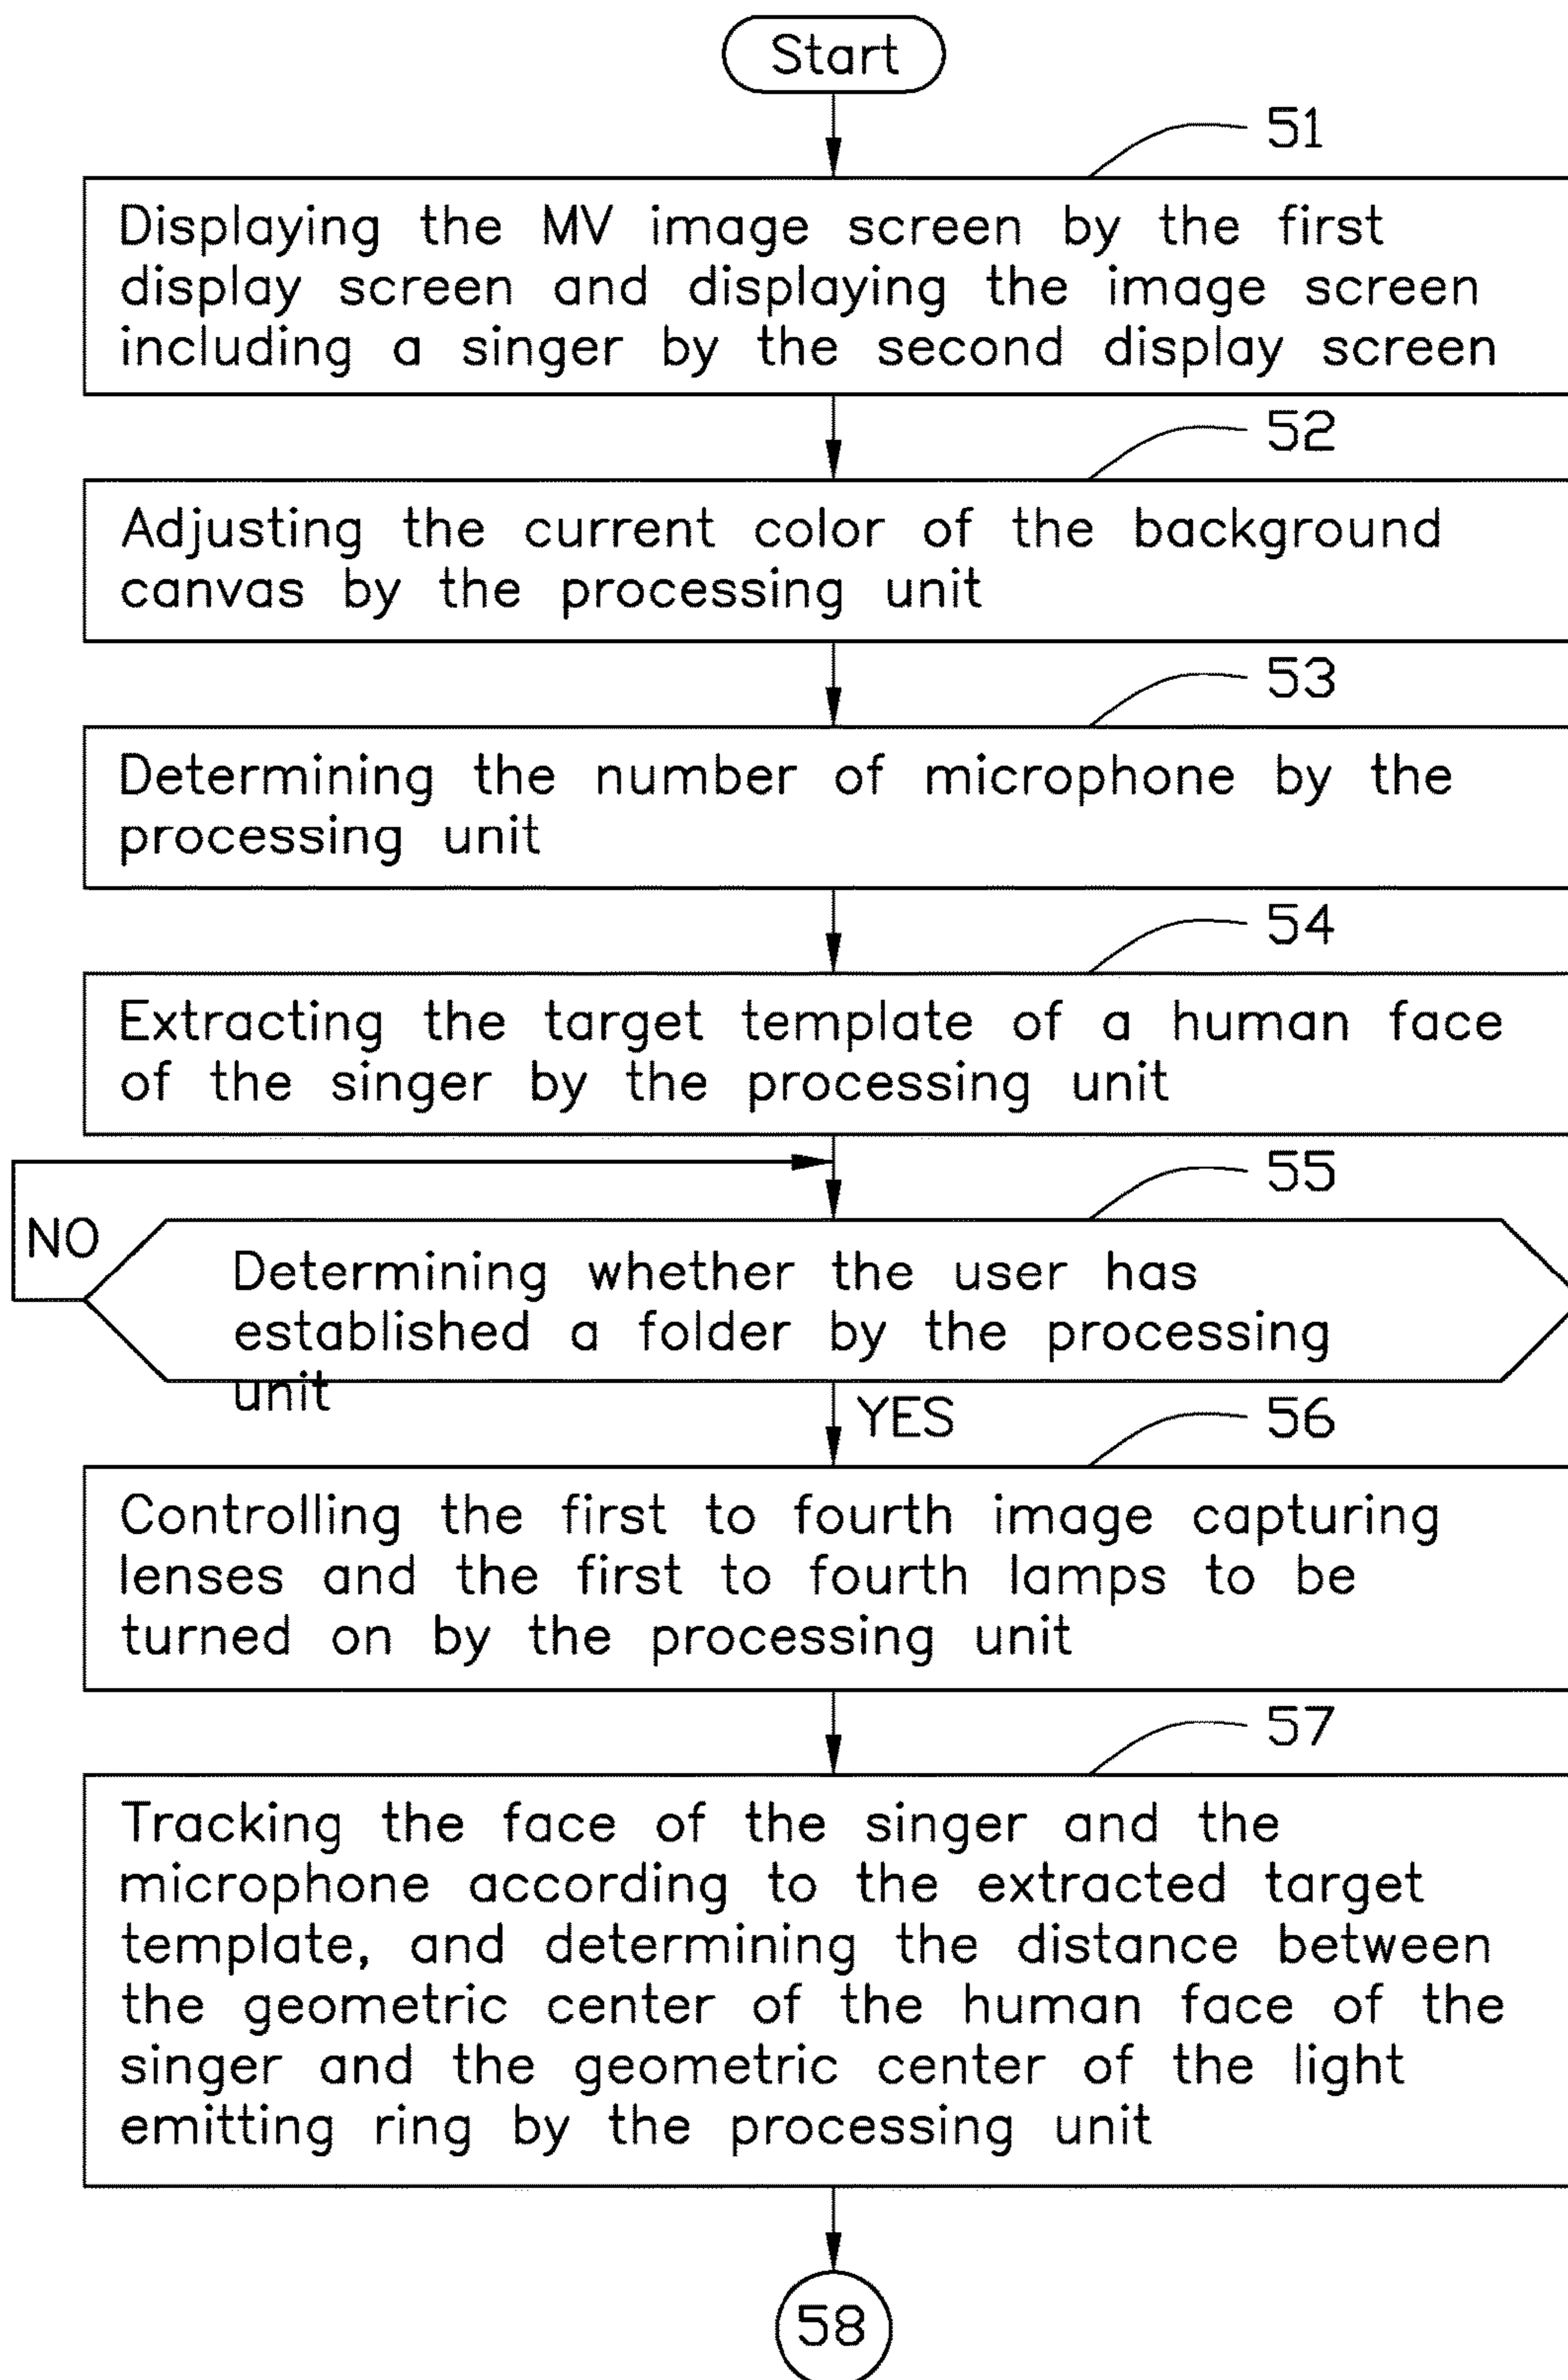 Start
51
Displaying the MV image screen by the first
display screen and displaying the image screen
including a singer by the second display screen
52
Adjusting the current color of the background
canvas by the processing unit
53
Determining the number of microphone by the
processing unit
54
Extracting the target template of a human face
of the singer by the processing unit
55
NO
Determining whether the user has
established a folder by the processing
unit
YES
56
Controlling the first to fourth image capturing
lenses and the first to fourth lamps to be
turned on by the processing unit
57
Tracking the face of the singer and the
microphone according to the extracted target
template, and determining the distance between
the geometric center of the human face of the
singer and the geometric center of the light
emitting ring by the processing unit
58